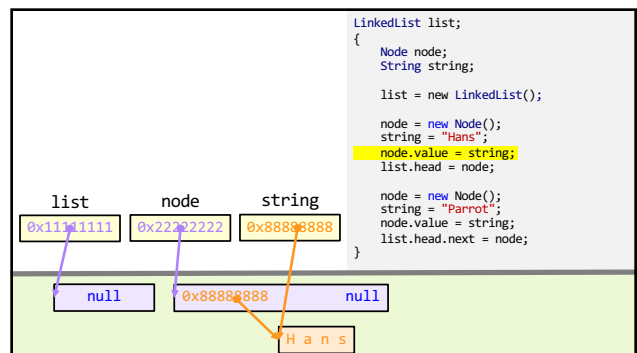 LinkedList list;
{
Node node;
String string;
list = new LinkedList();
node = new Node();
string = "Hans";
node.value = string;
list.head = node;
node = new Node();
string = "Parrot";
node.value = string;
list.head.next = node;
}
list node string
0x11111111 0x22222222 0x88888888
null 0x88888888 null
H a n s